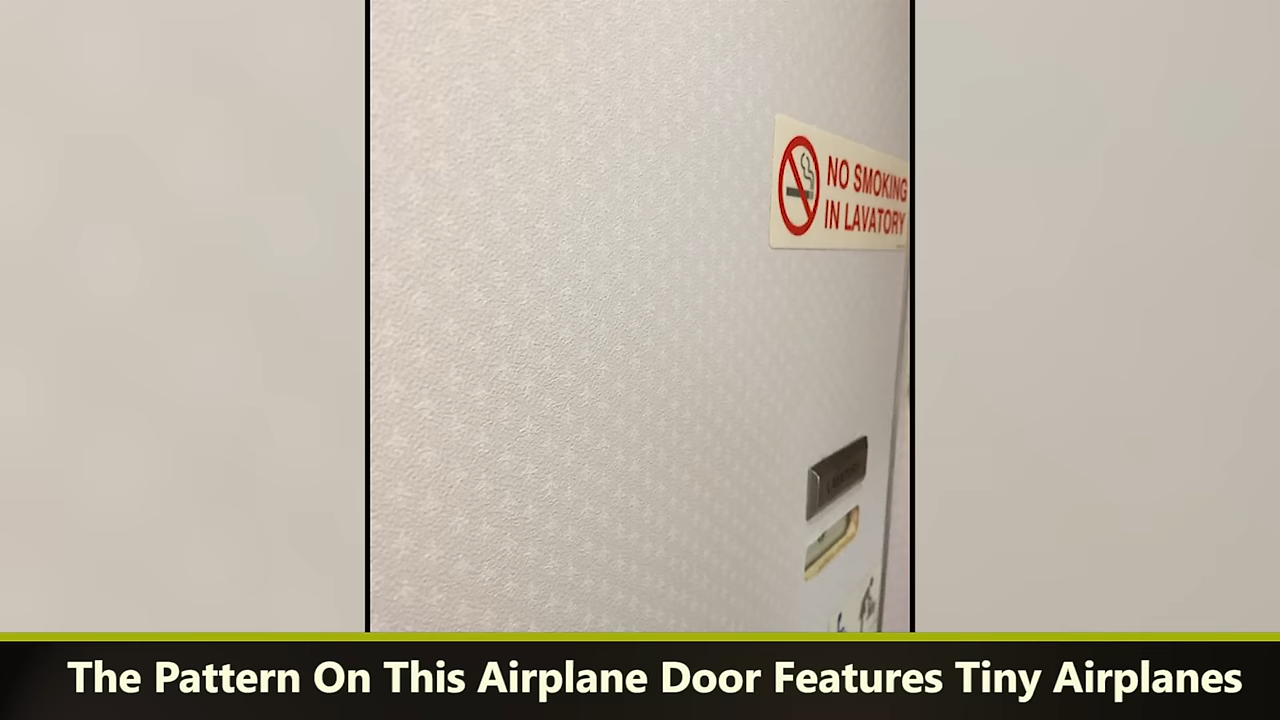 NO SMOKING
IN LAVATORY
The Pattern On This Airplane Door Features Tiny Airplanes